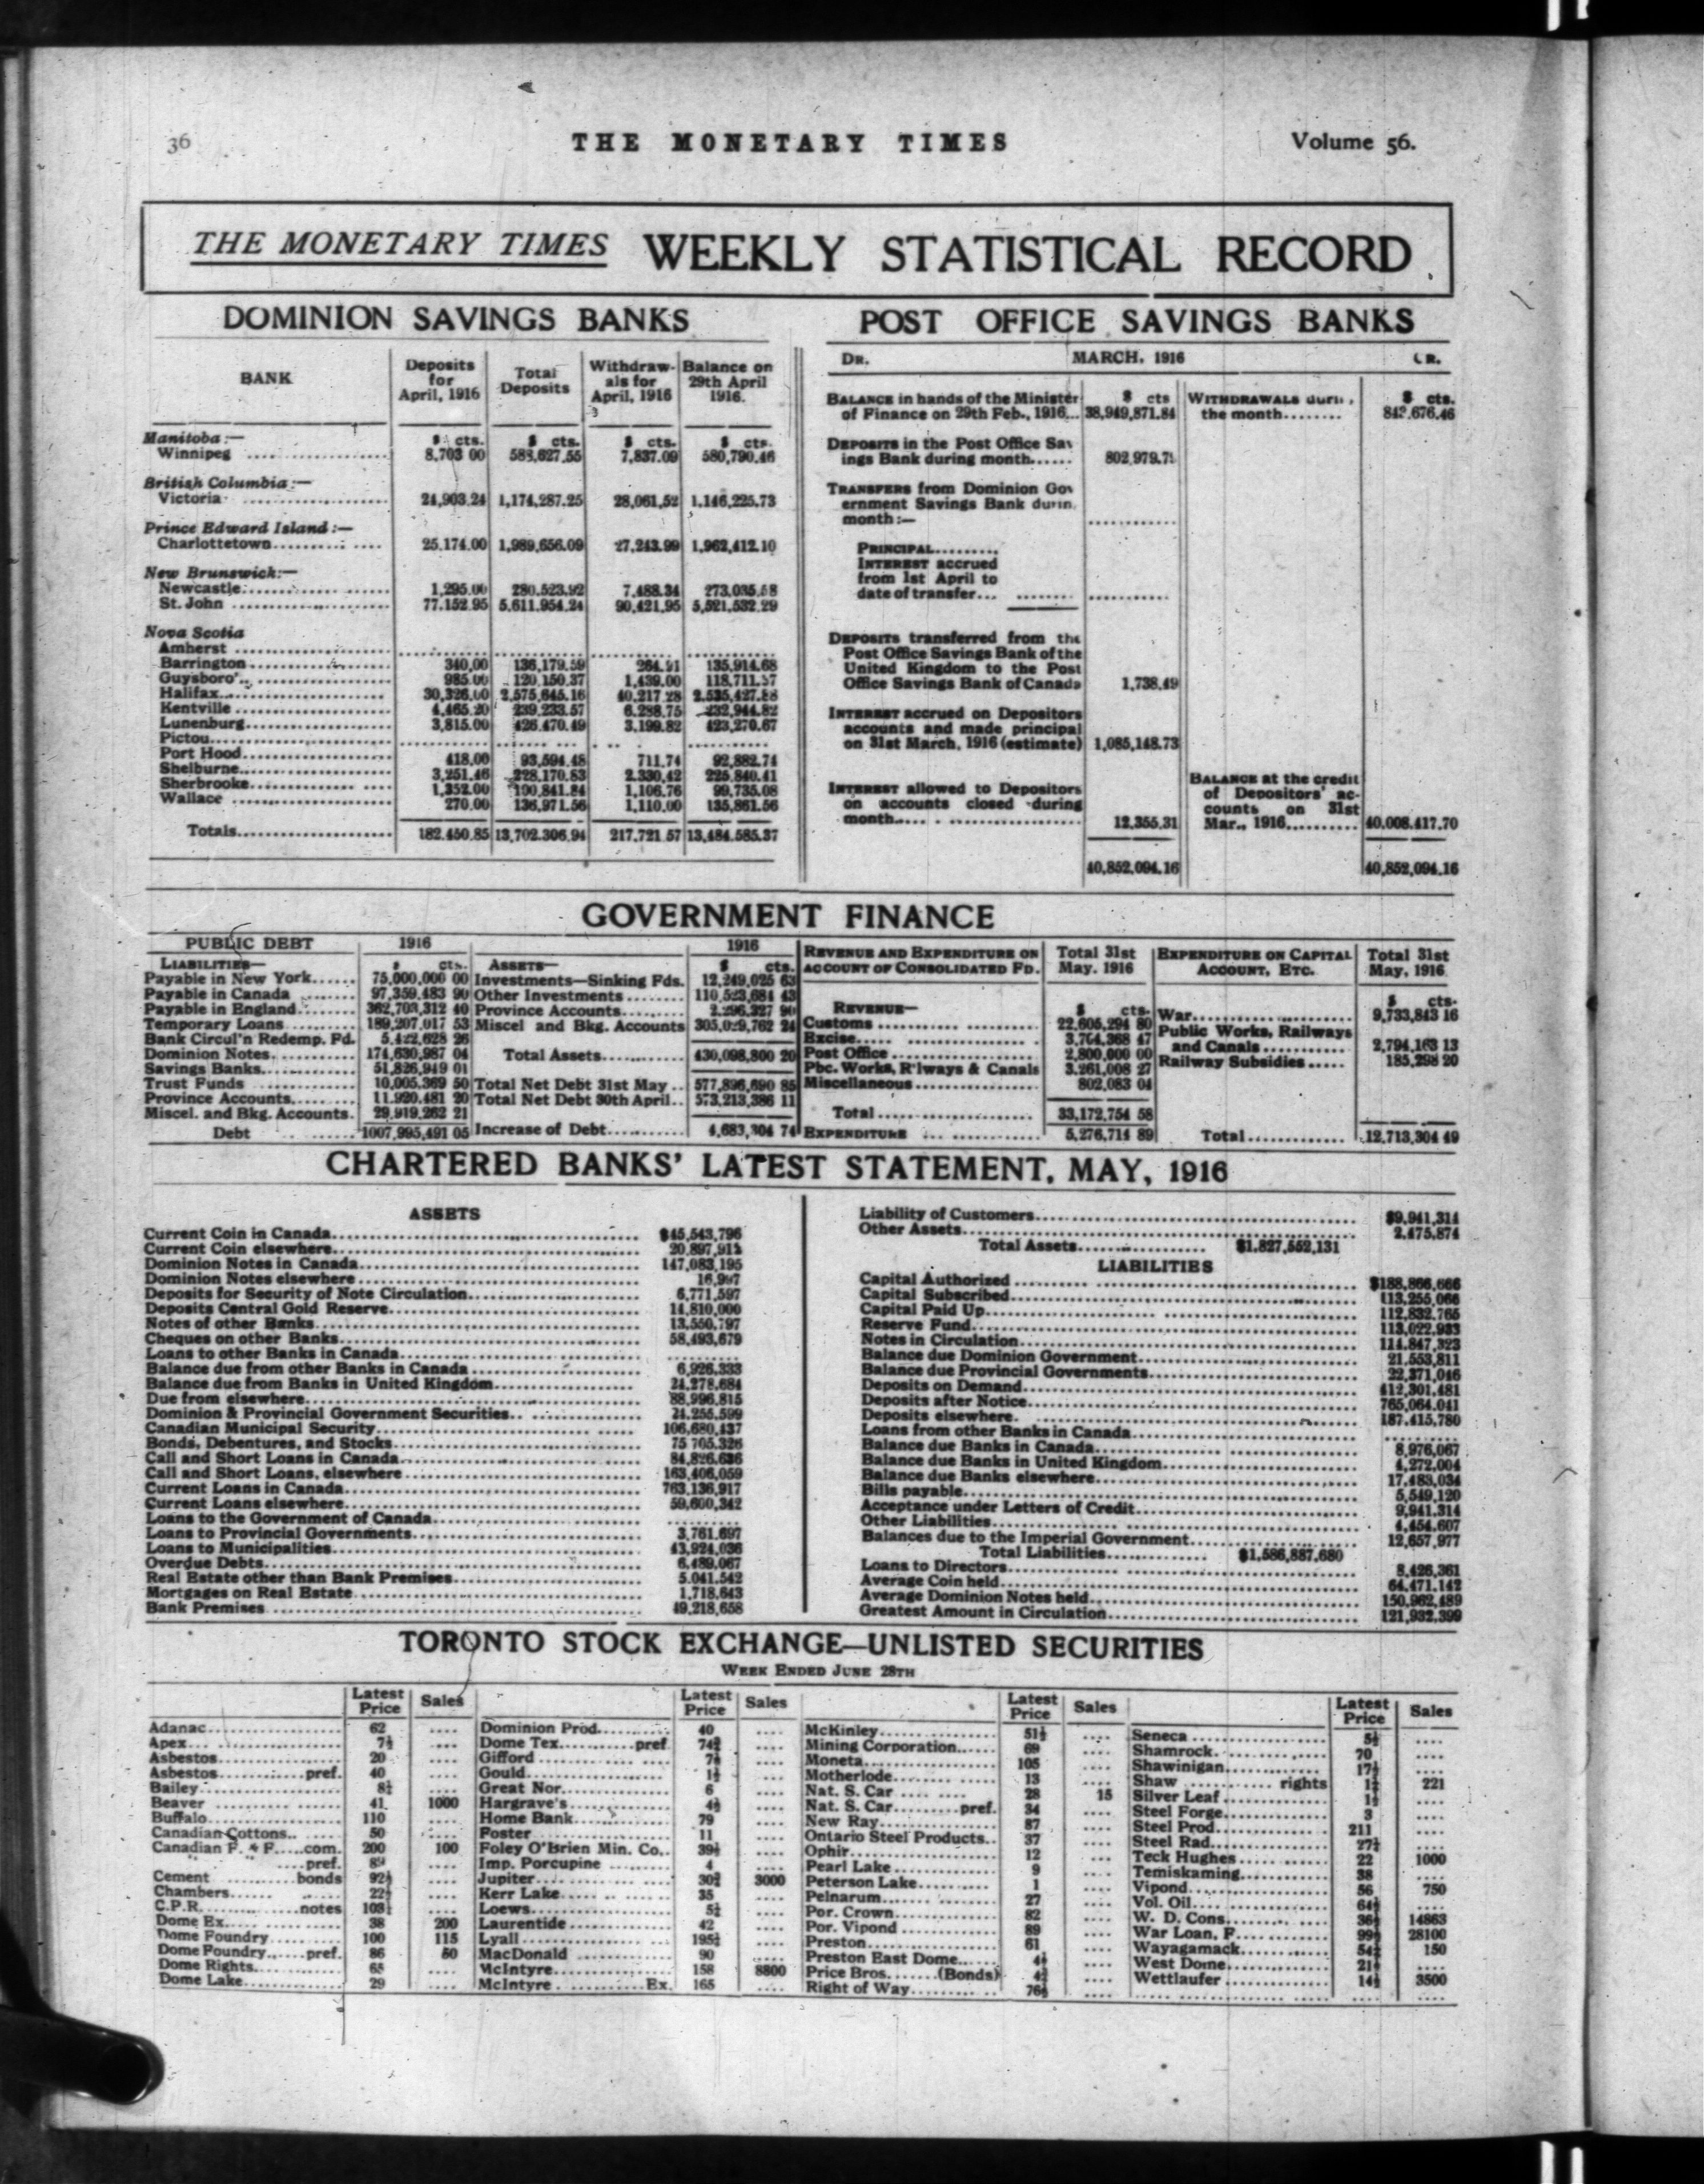 36
THE MONETARY TIMES
Volume 56.
THE MONETARY TIMES WEEKLY STATISTICAL RECORD
DOMINION SAVINGS BANKS
BANK | Deposits for April, 1916 | Total Deposits | Withdraw-als for April, 1916 | Balance on 29th April 1916.
$ cts. $ cts. $ cts. $ cts.
Manitoba:—
Winnipeg 8,703 00 588,627.55 7,837.09 580,790.46
British Columbia:—
Victoria 24,903.24 1,174,287.25 28,061.52 1,146,225.73
Prince Edward Island:—
Charlottetown 25,174.00 1,989,656.09 27,243.99 1,962,412.10
New Brunswick:—
Newcastle 1,295.00 280,523.92 7,488.34 273,035.58
St. John 77,152.95 5,611,954.24 90,421.95 5,521,532.29
Nova Scotia
Amherst
Barrington 340.00 136,179.59 264.91 135,914.68
Guysboro' 985.00 120,150.37 1,439.00 118,711.37
Halifax 30,326.00 2,575,645.16 40,217 28 2,535,427.88
Kentville 4,465.20 239,233.57 6,288.75 232,944.82
Lunenburg 3,815.00 426,470.49 3,199.82 423,270.67
Pictou
Port Hood 418.00 93,594.48 711.74 92,882.74
Shelburne 3,251.46 228,170.83 2,330.42 225,840.41
Sherbrooke 1,352.00 100,841.84 1,106.76 99,735.08
Wallace 270.00 136,971.56 1,110.00 135,861.56
Totals 182,450.85 13,702,306.94 217,721 57 13,484,585.37
POST OFFICE SAVINGS BANKS
DR. MARCH, 1916 CR.
BALANCE in hands of the Minister $ cts
of Finance on 29th Feb., 1916... 38,949,871.84
DEPOSITS in the Post Office Sav
ings Bank during month...... 802,979.7
TRANSFERS from Dominion Gov
ernment Savings Bank durin
month:—
PRINCIPAL.........
INTEREST accrued
from 1st April to
date of transfer...
DEPOSITS transferred from the
Post Office Savings Bank of the
United Kingdom to the Post
Office Savings Bank of Canada 1,738.49
INTEREST accrued on Depositors
accounts and made principal
on 31st March, 1916 (estimate) 1,085,148.73
INTEREST allowed to Depositors
on accounts closed during
month..... 12,355.31
40,852,094.16
WITHDRAWALS duri $ cts.
the month........ 842,676.46
BALANCE at the credit
of Depositors' ac-
counts on 31st
Mar., 1916.......... 40,008,417.70
40,852,094.16
GOVERNMENT FINANCE
PUBLIC DEBT 1916
LIABILITIES— $ cts.
Payable in New York...... 75,000,000 00
Payable in Canada 97,359,483 90
Payable in England 362,703,312 40
Temporary Loans 189,207,017 53
Bank Circul'n Redemp. Fd. 5,422,628 26
Dominion Notes 174,630,987 04
Savings Banks 51,826,949 01
Trust Funds 10,005,369 50
Province Accounts 11,920,481 20
Miscel. and Bkg. Accounts 29,919,262 21
Debt 1007,995,491 05
1916
ASSETS— $ cts.
Investments—Sinking Fds. 12,249,025 63
Other Investments 110,523,684 43
Province Accounts 2,296,327 90
Miscel and Bkg. Accounts 305,029,762 24
Total Assets 430,098,800 20
Total Net Debt 31st May 577,896,690 85
Total Net Debt 30th April 573,213,386 11
Increase of Debt 4,683,304 74
REVENUE AND EXPENDITURE ON ACCOUNT OF CONSOLIDATED FD. Total 31st May. 1916
REVENUE— $ cts.
Customs 22,605,294 80
Excise 3,704,368 47
Post Office 2,800,000 00
Pbc. Works, R'lways & Canals 3,261,008 27
Miscellaneous 802,083 04
Total 33,172,754 58
EXPENDITURE 5,276,714 89
EXPENDITURE ON CAPITAL ACCOUNT, ETC. Total 31st May, 1916
$ cts.
War 9,733,843 16
Public Works, Railways
and Canals 2,794,163 13
Railway Subsidies 185,298 20
Total 12,713,304 49
CHARTERED BANKS' LATEST STATEMENT, MAY, 1916
ASSETS
Current Coin in Canada $45,543,796
Current Coin elsewhere
Dominion Notes in Canada 147,083,195
Dominion Notes elsewhere
Deposits for Security of Note Circulation 6,771,597
Deposits Central Gold Reserve 14,810,000
Notes of other Banks 13,550,797
Cheques on other Banks 58,493,679
Loans to other Banks in Canada
Balance due from other Banks in Canada 6,926,333
Balance due from Banks in United Kingdom 24,278,684
Due from elsewhere 88,996,815
Dominion & Provincial Government Securities 24,255,599
Canadian Municipal Security 106,680,437
Bonds, Debentures, and Stocks 75 705,326
Call and Short Loans in Canada 84,826,636
Call and Short Loans, elsewhere 163,406,059
Current Loans in Canada 763,136,917
Current Loans elsewhere 59,600,342
Loans to the Government of Canada
Loans to Provincial Governments 3,761,697
Loans to Municipalities 43,924,036
Overdue Debts 6,489,067
Real Estate other than Bank Premises 5,041,542
Mortgages on Real Estate 1,718,643
Bank Premises 49,218,658
Liability of Customers $9,941,314
Other Assets 2,475,874
Total Assets $1,827,552,131
LIABILITIES
Capital Authorized $188,866,666
Capital Subscribed 113,255,066
Capital Paid Up 112,832,765
Reserve Fund 113,022,933
Notes in Circulation 114,847,323
Balance due Dominion Government 21,553,811
Balance due Provincial Governments 22,371,046
Deposits on Demand 412,301,481
Deposits after Notice 765,064,041
Deposits elsewhere 187,415,780
Loans from other Banks in Canada
Balance due Banks in Canada 8,976,067
Balance due Banks in United Kingdom 4,272,004
Balance due Banks elsewhere 17,483,034
Bills payable 5,549,120
Acceptance under Letters of Credit 9,941,314
Other Liabilities 4,454,607
Balances due to the Imperial Government 12,657,977
Total Liabilities $1,586,887,680
Loans to Directors 8,426,361
Average Coin held 64,471,142
Average Dominion Notes held 150,962,489
Greatest Amount in Circulation 121,932,399
TORONTO STOCK EXCHANGE—UNLISTED SECURITIES
WEEK ENDED JUNE 28TH
Latest Price Sales
Adanac 62
Apex 7½
Asbestos 20
Asbestos pref. 40
Bailey
Beaver 41 1000
Buffalo 110
Canadian Cottons 50
Canadian F. & F. com. 200 100
pref.
Cement bonds
Chambers
C.P.R. notes
Dome Ex. 38 200
Dome Foundry 100 115
Dome Foundry pref. 86 50
Dome Rights 65
Dome Lake 29
Latest Price Sales
Dominion Prod. 40
Dome Tex. pref
Gifford
Gould
Great Nor. 6
Hargrave's
Home Bank 79
Foster 11
Foley O'Brien Min. Co.
Imp. Porcupine 4
Jupiter 3000
Kerr Lake 35
Loews
Laurentide 42
Lyall
MacDonald 90
McIntyre 158 8800
McIntyre Ex. 165
Latest Price Sales
McKinley
Mining Corporation 69
Moneta 105
Motherlode 13
Nat. S. Car 28 15
Nat. S. Car pref. 34
New Ray 87
Ontario Steel Products 37
Ophir 12
Pearl Lake 9
Peterson Lake 1
Pelnarum 27
Por. Crown 82
Por. Vipond 89
Preston 61
Preston East Dome
Price Bros. (Bonds)
Right of Way
Latest Price Sales
Seneca
Shamrock 70
Shawinigan
Shaw rights 221
Silver Leaf
Steel Forge 3
Steel Prod. 211
Steel Rad.
Teck Hughes 22 1000
Temiskaming 38
Vipond 56 750
Vol. Oil
W. D. Cons. 14863
War Loan, P. 28100
Wayagamack 150
West Dome
Wettlaufer 3500